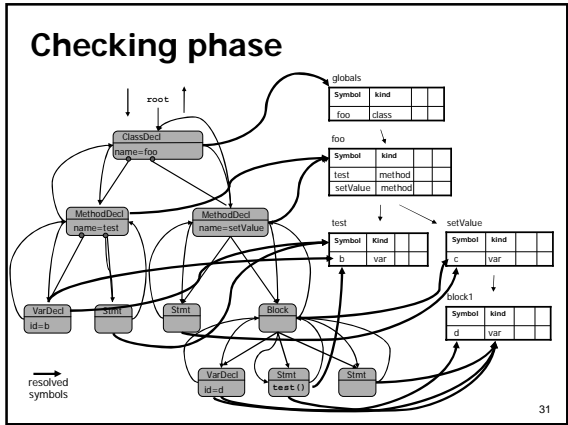 Checking phase
root
ClassDecl
name=foo
MethodDecl
name=test
MethodDecl
name=setValue
VarDecl
id=b
Stmt
Stmt
Block
VarDecl
id=d
Stmt
test()
Stmt
resolved
symbols
globals
Symbol kind
foo class
foo
Symbol kind
test method
setValue method
test
Symbol Kind
b var
setValue
Symbol kind
c var
block1
Symbol kind
d var
31